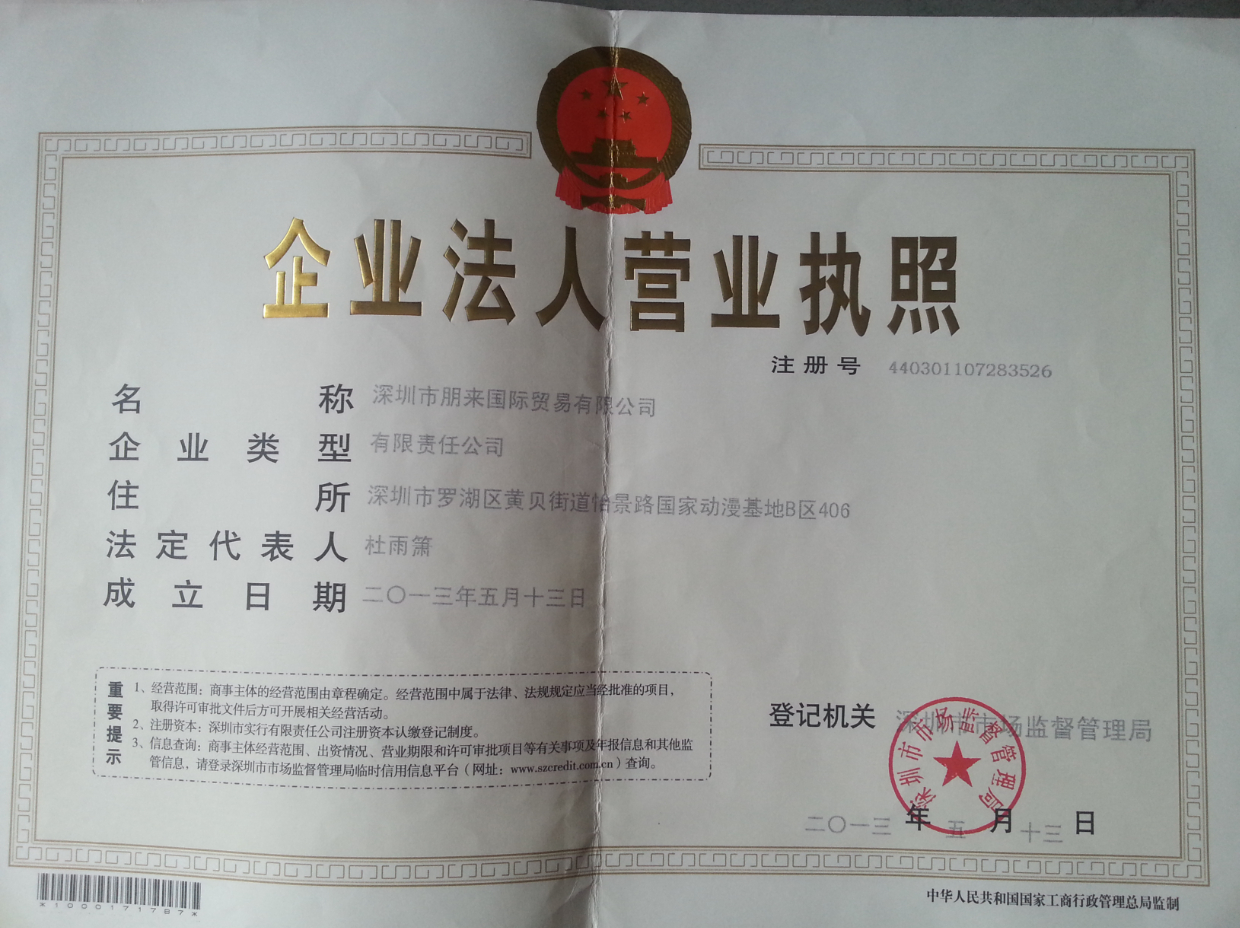 企业法人营业执照
注册号 440301107283526
名称 深圳市朋来国际贸易有限公司
企业类型 有限责任公司
住所 深圳市罗湖区黄贝街道怡景路国家动漫基地B区406
法定代表人 杜雨箫
成立日期 二〇一三年五月十三日
重要提示
1、经营范围：商事主体的经营范围由章程确定。经营范围中属于法律、法规规定应当经批准的项目，
取得许可审批文件后方可开展相关经营活动。
2、注册资本：深圳市实行有限责任公司注册资本认缴登记制度。
3、信息查询：商事主体经营范围、出资情况、营业期限和许可审批项目等有关事项及年报信息和其他监
管信息，请登录深圳市市场监督管理局临时信用信息平台（网址：www.szcredit.com.cn）查询。
登记机关 深圳市市场监督管理局
深圳市市场监督管理局
二〇一三年五月十三日
*1000171787*
中华人民共和国国家工商行政管理总局监制